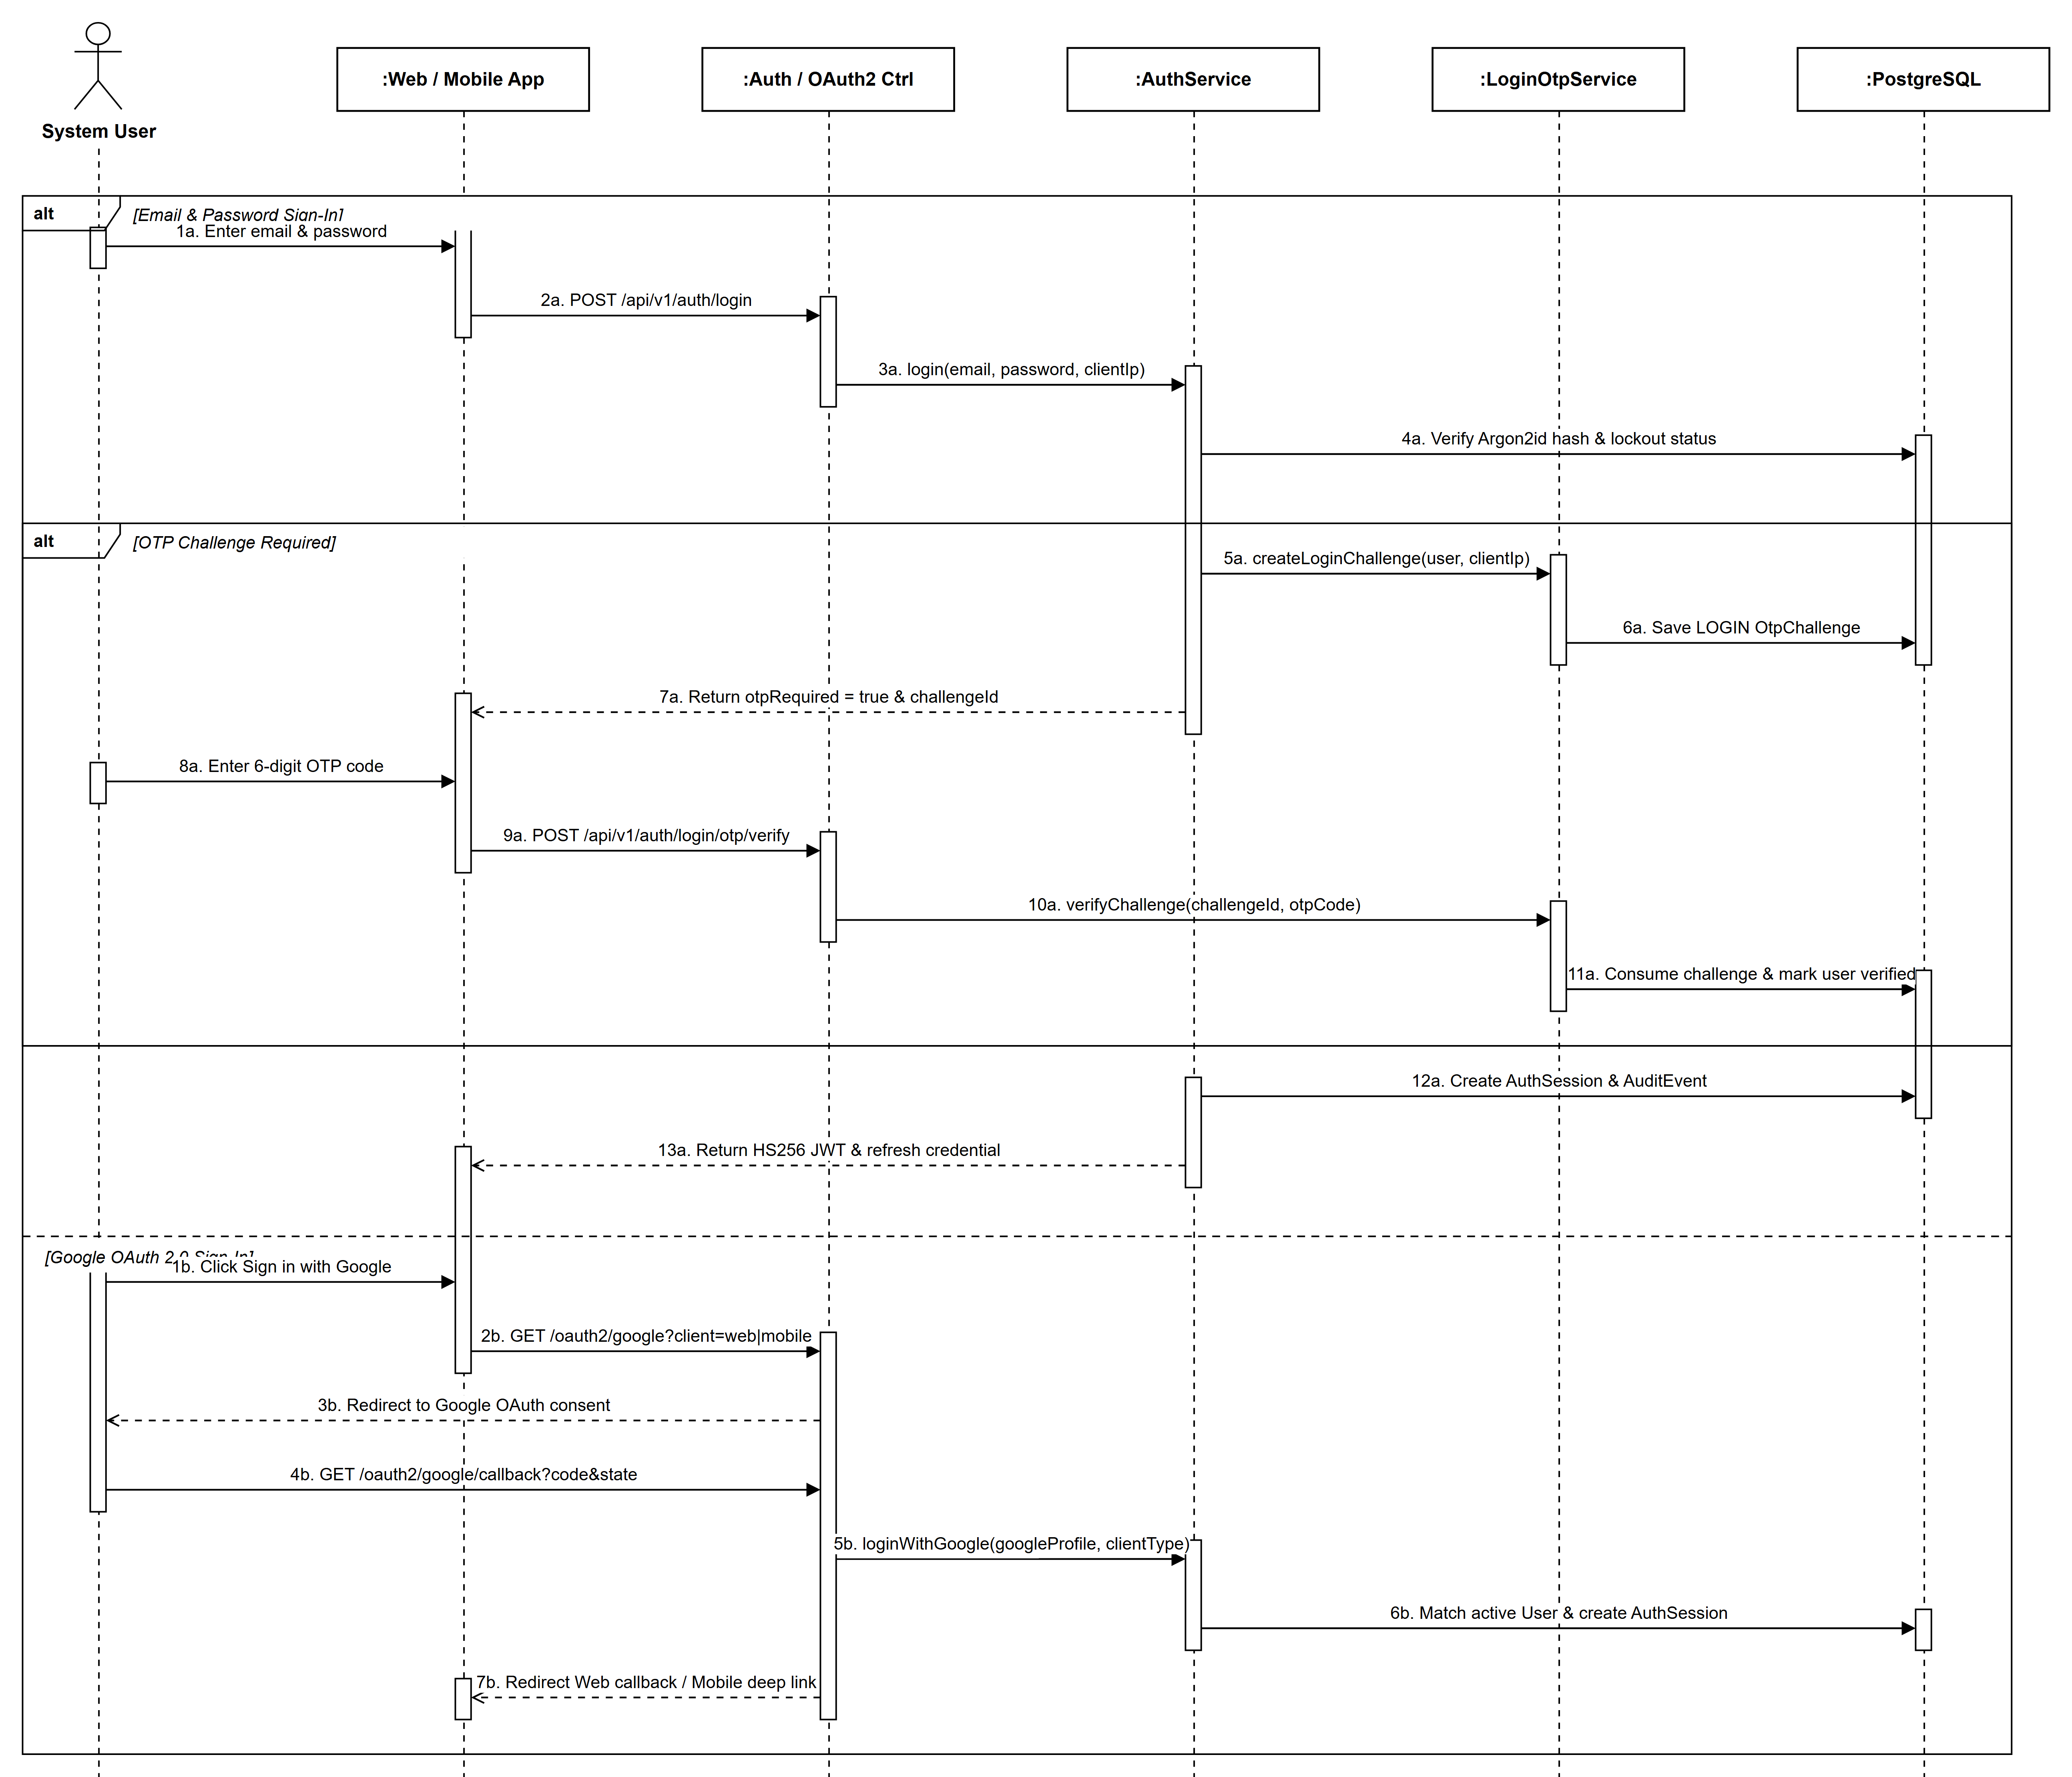 :Web / Mobile App
:Auth / OAuth2 Ctrl
:AuthService
:LoginOtpService
:PostgreSQL
System User
alt
[Email & Password Sign-In]
1a. Enter email & password
2a. POST /api/v1/auth/login
3a. login(email, password, clientIp)
4a. Verify Argon2id hash & lockout status
alt
[OTP Challenge Required]
5a. createLoginChallenge(user, clientIp)
6a. Save LOGIN OtpChallenge
7a. Return otpRequired = true & challengeId
8a. Enter 6-digit OTP code
9a. POST /api/v1/auth/login/otp/verify
10a. verifyChallenge(challengeId, otpCode)
11a. Consume challenge & mark user verified
12a. Create AuthSession & AuditEvent
13a. Return HS256 JWT & refresh credential
[Google OAuth 2.0 Sign-In]
1b. Click Sign in with Google
2b. GET /oauth2/google?client=web|mobile
3b. Redirect to Google OAuth consent
4b. GET /oauth2/google/callback?code&state
5b. loginWithGoogle(googleProfile, clientType)
6b. Match active User & create AuthSession
7b. Redirect Web callback / Mobile deep link